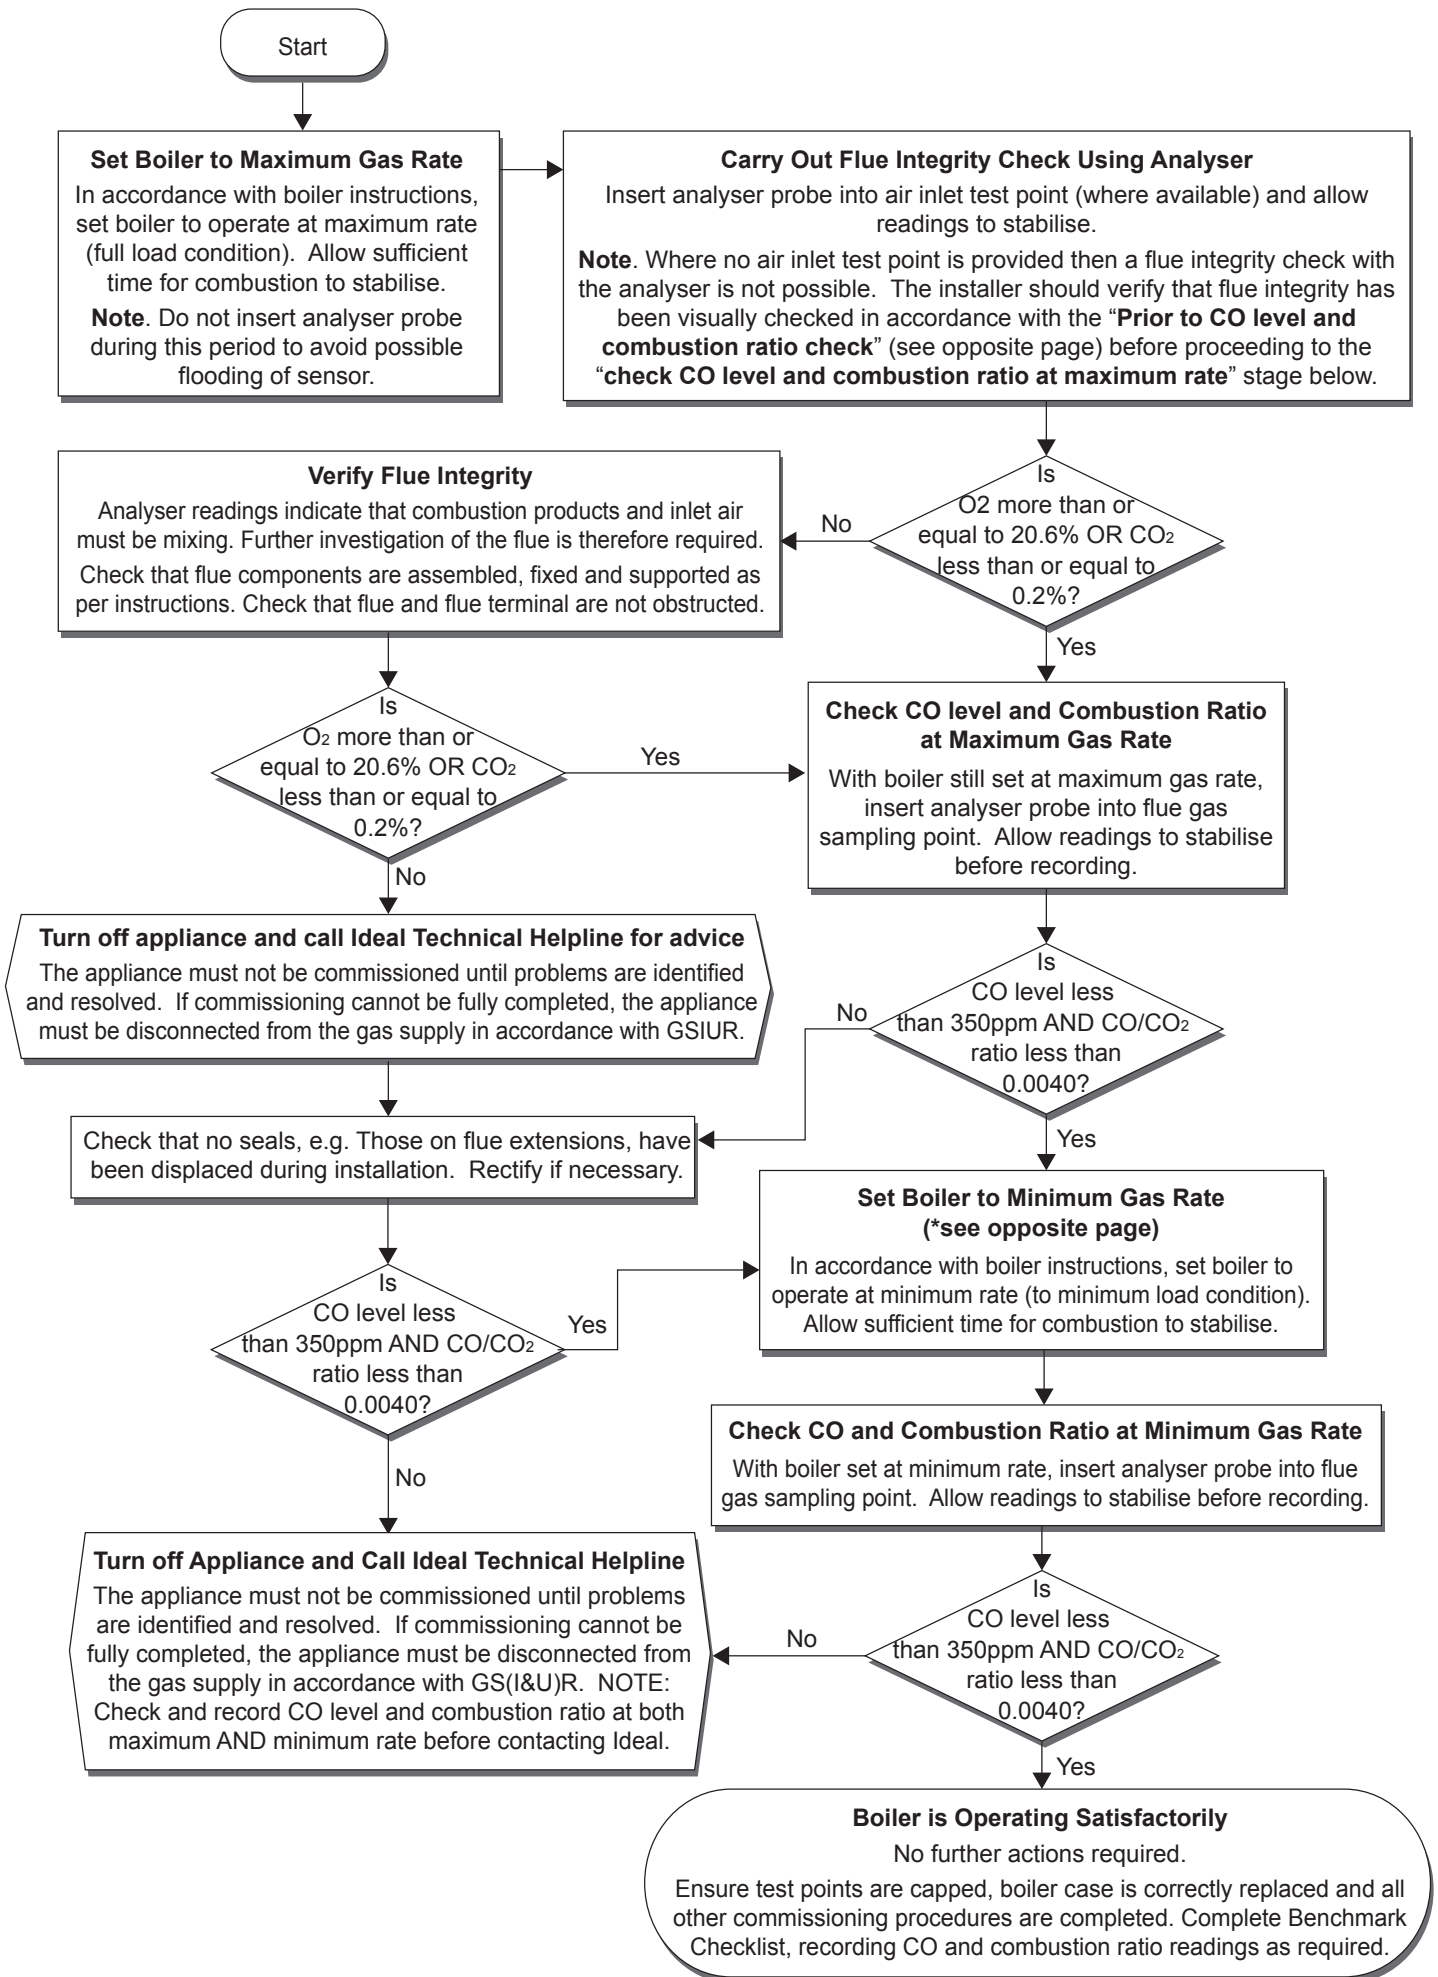 Start
Set Boiler to Maximum Gas Rate
In accordance with boiler instructions,
set boiler to operate at maximum rate
(full load condition). Allow sufficient
time for combustion to stabilise.
Note. Do not insert analyser probe
during this period to avoid possible
flooding of sensor.
Carry Out Flue Integrity Check Using Analyser
Insert analyser probe into air inlet test point (where available) and allow
readings to stabilise.
Note. Where no air inlet test point is provided then a flue integrity check with
the analyser is not possible. The installer should verify that flue integrity has
been visually checked in accordance with the “Prior to CO level and
combustion ratio check” (see opposite page) before proceeding to the
“check CO level and combustion ratio at maximum rate” stage below.
Is
O2 more than or
equal to 20.6% OR CO2
less than or equal to
0.2%?
No
Yes
Verify Flue Integrity
Analyser readings indicate that combustion products and inlet air
must be mixing. Further investigation of the flue is therefore required.
Check that flue components are assembled, fixed and supported as
per instructions. Check that flue and flue terminal are not obstructed.
Is
O2 more than or
equal to 20.6% OR CO2
less than or equal to
0.2%?
Yes
No
Check CO level and Combustion Ratio
at Maximum Gas Rate
With boiler still set at maximum gas rate,
insert analyser probe into flue gas
sampling point. Allow readings to stabilise
before recording.
Turn off appliance and call Ideal Technical Helpline for advice
The appliance must not be commissioned until problems are identified
and resolved. If commissioning cannot be fully completed, the appliance
must be disconnected from the gas supply in accordance with GSIUR.
Is
CO level less
than 350ppm AND CO/CO2
ratio less than
0.0040?
No
Yes
Check that no seals, e.g. Those on flue extensions, have
been displaced during installation. Rectify if necessary.
Set Boiler to Minimum Gas Rate
(*see opposite page)
In accordance with boiler instructions, set boiler to
operate at minimum rate (to minimum load condition).
Allow sufficient time for combustion to stabilise.
Is
CO level less
than 350ppm AND CO/CO2
ratio less than
0.0040?
Yes
No
Check CO and Combustion Ratio at Minimum Gas Rate
With boiler set at minimum rate, insert analyser probe into flue
gas sampling point. Allow readings to stabilise before recording.
Turn off Appliance and Call Ideal Technical Helpline
The appliance must not be commissioned until problems
are identified and resolved. If commissioning cannot be
fully completed, the appliance must be disconnected from
the gas supply in accordance with GS(I&U)R. NOTE:
Check and record CO level and combustion ratio at both
maximum AND minimum rate before contacting Ideal.
Is
CO level less
than 350ppm AND CO/CO2
ratio less than
0.0040?
No
Yes
Boiler is Operating Satisfactorily
No further actions required.
Ensure test points are capped, boiler case is correctly replaced and all
other commissioning procedures are completed. Complete Benchmark
Checklist, recording CO and combustion ratio readings as required.